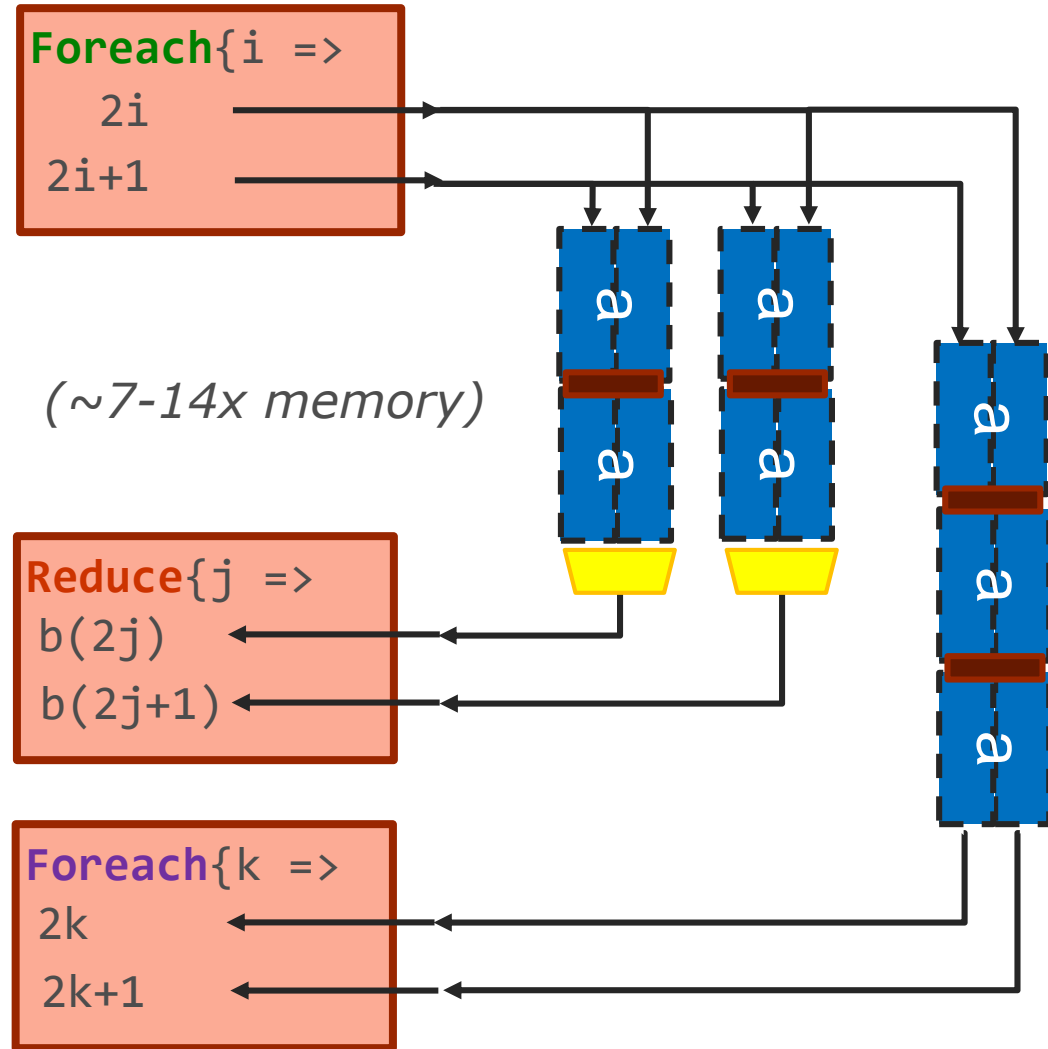 Foreach{i =>
2i
2i+1
a
a
a
a
(~7-14x memory)
a
a
a
Reduce{j =>
b(2j)
b(2j+1)
Foreach{k =>
2k
2k+1